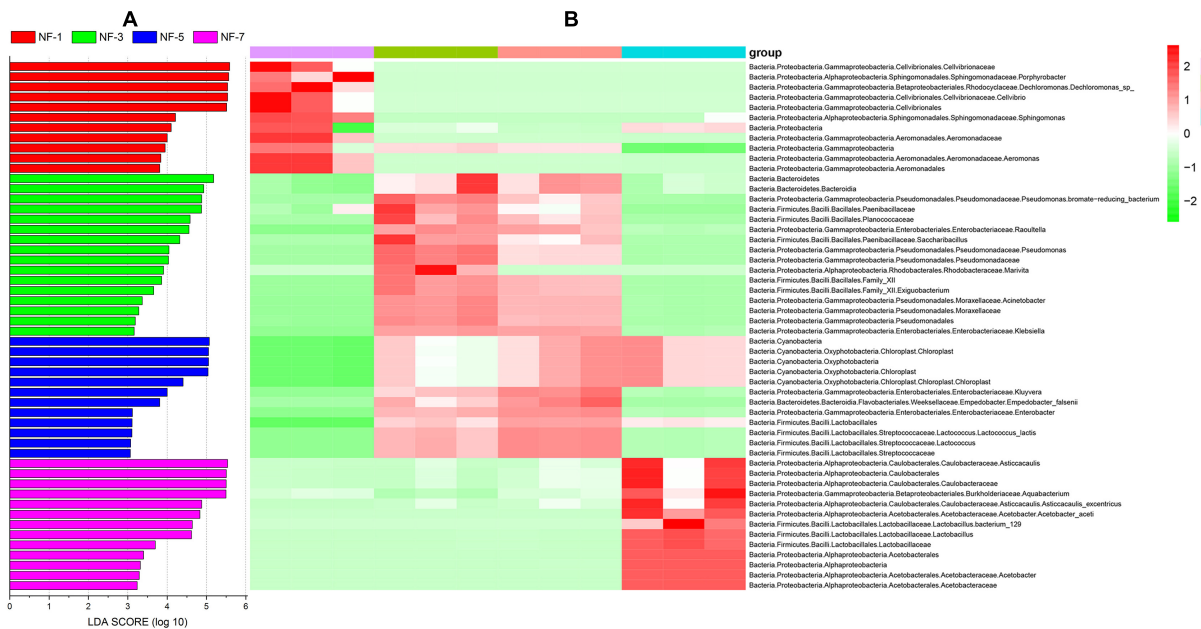 A
B
NF-1
NF-3
NF-5
NF-7
group
Bacteria.Proteobacteria.Gammaproteobacteria.Cellvibrionales.Cellvibrionaceae
Bacteria.Proteobacteria.Alphaproteobacteria.Sphingomonadales.Sphingomonadaceae.Porphyrobacter
Bacteria.Proteobacteria.Gammaproteobacteria.Betaproteobacteriales.Rhodocyclaceae.Dechloromonas.Dechloromonas_sp_
Bacteria.Proteobacteria.Gammaproteobacteria.Cellvibrionales.Cellvibrionaceae.Cellvibrio
Bacteria.Proteobacteria.Gammaproteobacteria.Cellvibrionales
Bacteria.Proteobacteria.Alphaproteobacteria.Sphingomonadales.Sphingomonadaceae.Sphingomonas
Bacteria.Proteobacteria
Bacteria.Proteobacteria.Gammaproteobacteria.Aeromonadales.Aeromonadaceae
Bacteria.Proteobacteria.Gammaproteobacteria
Bacteria.Proteobacteria.Gammaproteobacteria.Aeromonadales.Aeromonadaceae.Aeromonas
Bacteria.Proteobacteria.Gammaproteobacteria.Aeromonadales
Bacteria.Bacteroidetes
Bacteria.Bacteroidetes.Bacteroidia
Bacteria.Proteobacteria.Gammaproteobacteria.Pseudomonadales.Pseudomonadaceae.Pseudomonas.bromate-reducing_bacterium
Bacteria.Firmicutes.Bacilli.Bacillales.Paenibacillaceae
Bacteria.Firmicutes.Bacilli.Bacillales.Planococcaceae
Bacteria.Proteobacteria.Gammaproteobacteria.Enterobacteriales.Enterobacteriaceae.Raoultella
Bacteria.Firmicutes.Bacilli.Bacillales.Paenibacillaceae.Saccharibacillus
Bacteria.Proteobacteria.Gammaproteobacteria.Pseudomonadales.Pseudomonadaceae.Pseudomonas
Bacteria.Proteobacteria.Gammaproteobacteria.Pseudomonadales.Pseudomonadaceae
Bacteria.Proteobacteria.Alphaproteobacteria.Rhodobacterales.Rhodobacteraceae.Marivita
Bacteria.Firmicutes.Bacilli.Bacillales.Family_XII
Bacteria.Firmicutes.Bacilli.Bacillales.Family_XII.Exiguobacterium
Bacteria.Proteobacteria.Gammaproteobacteria.Pseudomonadales.Moraxellaceae.Acinetobacter
Bacteria.Proteobacteria.Gammaproteobacteria.Pseudomonadales.Moraxellaceae
Bacteria.Proteobacteria.Gammaproteobacteria.Pseudomonadales
Bacteria.Proteobacteria.Gammaproteobacteria.Enterobacteriales.Enterobacteriaceae.Klebsiella
Bacteria.Cyanobacteria
Bacteria.Cyanobacteria.Oxyphotobacteria.Chloroplast.Chloroplast
Bacteria.Cyanobacteria.Oxyphotobacteria
Bacteria.Cyanobacteria.Oxyphotobacteria.Chloroplast
Bacteria.Cyanobacteria.Oxyphotobacteria.Chloroplast.Chloroplast.Chloroplast
Bacteria.Proteobacteria.Gammaproteobacteria.Enterobacteriales.Enterobacteriaceae.Kluyvera
Bacteria.Bacteroidetes.Bacteroidia.Flavobacteriales.Weeksellaceae.Empedobacter.Empedobacter_falsenii
Bacteria.Proteobacteria.Gammaproteobacteria.Enterobacteriales.Enterobacteriaceae.Enterobacter
Bacteria.Firmicutes.Bacilli.Lactobacillales
Bacteria.Firmicutes.Bacilli.Lactobacillales.Streptococcaceae.Lactococcus.Lactococcus_lactis
Bacteria.Firmicutes.Bacilli.Lactobacillales.Streptococcaceae.Lactococcus
Bacteria.Firmicutes.Bacilli.Lactobacillales.Streptococcaceae
Bacteria.Proteobacteria.Alphaproteobacteria.Caulobacterales.Caulobacteraceae.Asticcacaulis
Bacteria.Proteobacteria.Alphaproteobacteria.Caulobacterales
Bacteria.Proteobacteria.Alphaproteobacteria.Caulobacterales.Caulobacteraceae
Bacteria.Proteobacteria.Gammaproteobacteria.Betaproteobacteriales.Burkholderiaceae.Aquabacterium
Bacteria.Proteobacteria.Alphaproteobacteria.Caulobacterales.Caulobacteraceae.Asticcacaulis.Asticcacaulis_excentricus
Bacteria.Proteobacteria.Alphaproteobacteria.Acetobacterales.Acetobacteraceae.Acetobacter.Acetobacter_aceti
Bacteria.Firmicutes.Bacilli.Lactobacillales.Lactobacillaceae.Lactobacillus.bacterium_129
Bacteria.Firmicutes.Bacilli.Lactobacillales.Lactobacillaceae.Lactobacillus
Bacteria.Firmicutes.Bacilli.Lactobacillales.Lactobacillaceae
Bacteria.Proteobacteria.Alphaproteobacteria.Acetobacterales
Bacteria.Proteobacteria.Alphaproteobacteria
Bacteria.Proteobacteria.Alphaproteobacteria.Acetobacterales.Acetobacteraceae.Acetobacter
Bacteria.Proteobacteria.Alphaproteobacteria.Acetobacterales.Acetobacteraceae
2
1
0
−1
−2
0 1 2 3 4 5 6
LDA SCORE (log 10)